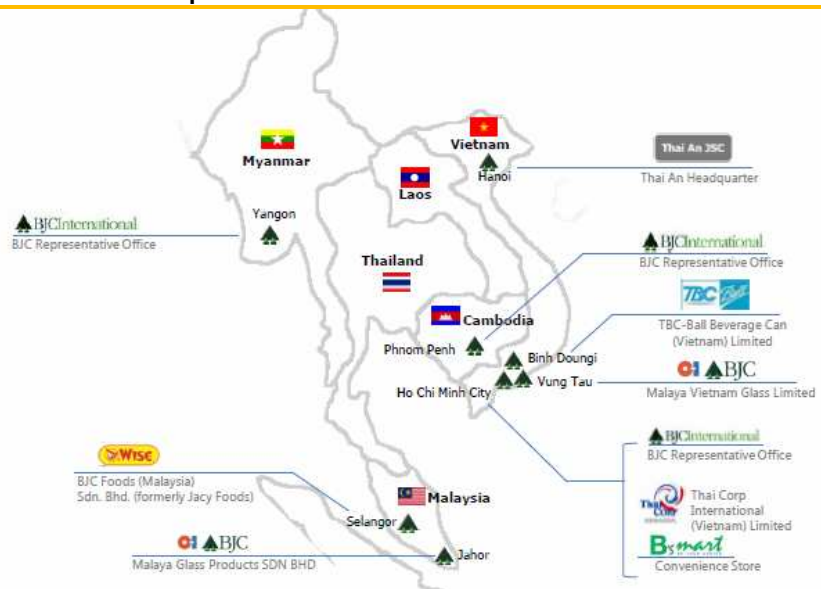 Myanmar
Vietnam
Hanoi
Thai An JSC
Thai An Headquarter
Laos
Yangon
BJCInternational
BJC Representative Office
Thailand
BJCInternational
BJC Representative Office
TBC Ball
TBC-Ball Beverage Can
(Vietnam) Limited
Cambodia
Phnom Penh
Binh Doungi
Ho Chi Minh City
Vung Tau
O-I BJC
Malaya Vietnam Glass Limited
BJCInternational
BJC Representative Office
Thai Corp
Thai Corp
International
(Vietnam) Limited
B's mart
Convenience Store
WISE
BJC Foods (Malaysia)
Sdn. Bhd. (formerly Jacy Foods)
Malaysia
Selangor
O-I BJC
Malaya Glass Products SDN BHD
Jahor